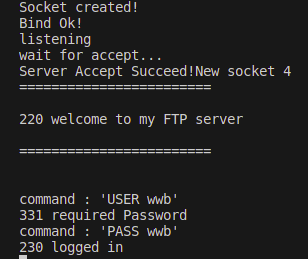 Socket created!
Bind Ok!
listening
wait for accept...
Server Accept Succeed!New socket 4
========================
220 welcome to my FTP server
========================
command : 'USER wwb'
331 required Password
command : 'PASS wwb'
230 logged in